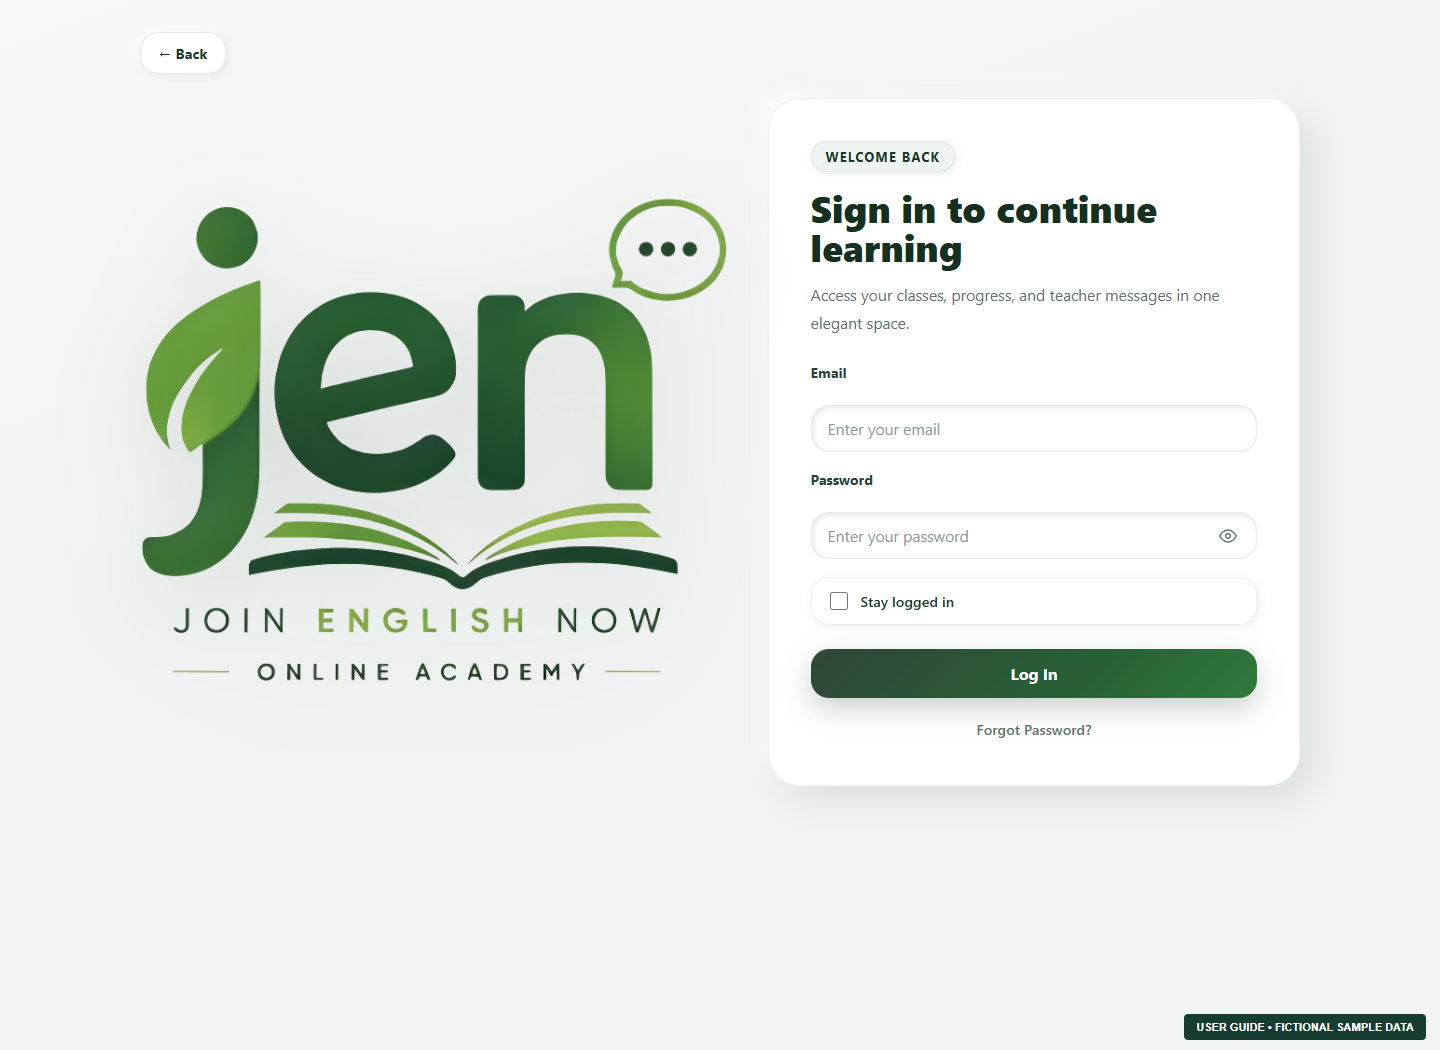 ← Back
jen
JOIN ENGLISH NOW
ONLINE ACADEMY
WELCOME BACK
Sign in to continue
learning
Access your classes, progress, and teacher messages in one
elegant space.
Email
Enter your email
Password
Enter your password
Stay logged in
Log In
Forgot Password?
USER GUIDE • FICTIONAL SAMPLE DATA